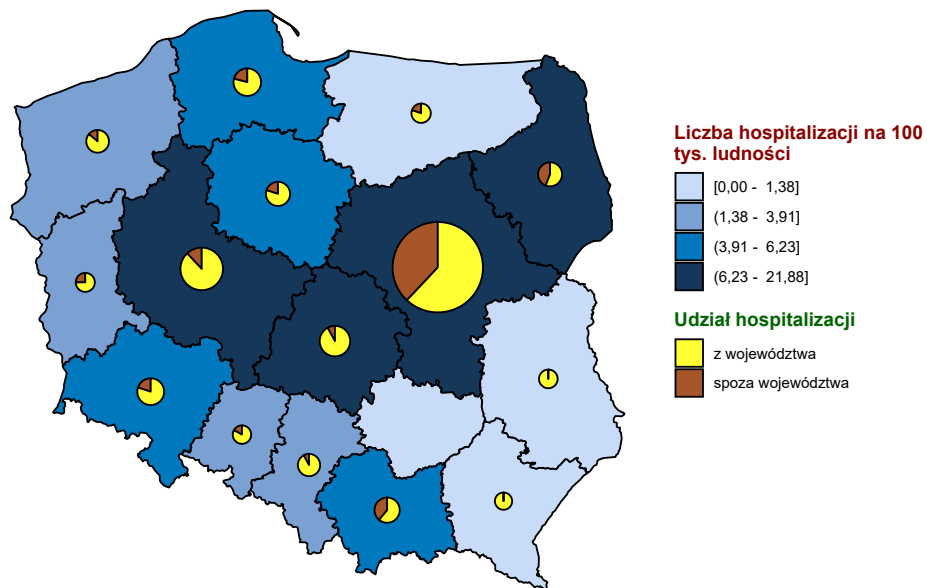 Liczba hospitalizacji na 100
tys. ludności
[0,00 - 1,38]
(1,38 - 3,91]
(3,91 - 6,23]
(6,23 - 21,88]
Udział hospitalizacji
z województwa
spoza województwa